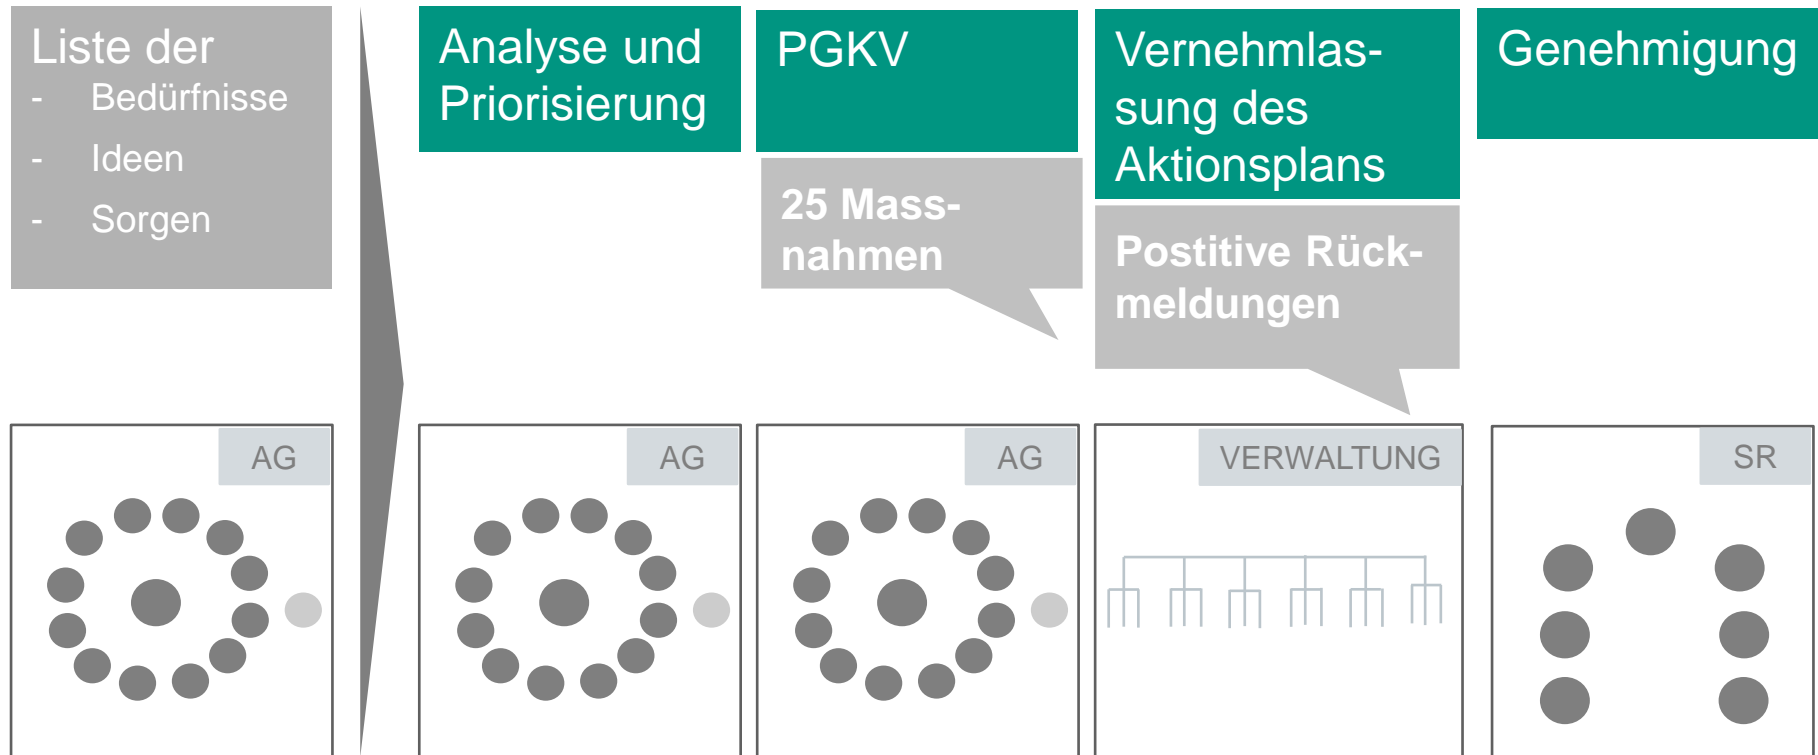 Liste der
- Bedürfnisse
- Ideen
- Sorgen
Analyse und
Priorisierung
PGKV
25 Mass-
nahmen
Vernehmlas-
sung des
Aktionsplans
Postitive Rück-
meldungen
Genehmigung
AG
AG
AG
VERWALTUNG
SR